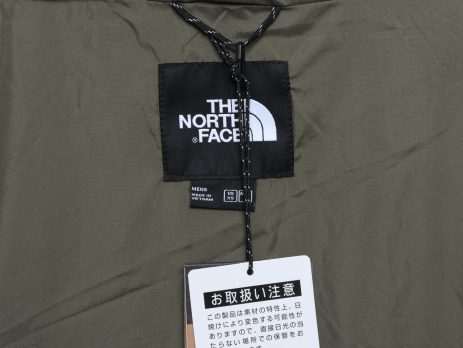 THE
NORTH
FACE
MENS
MADE IN
VIETNAM
US
XS
お取扱い注意
この製品は素材の特性上、日
焼けにより変色する可能性が
ありますので、直接日光の当
たらない場所での保管をお